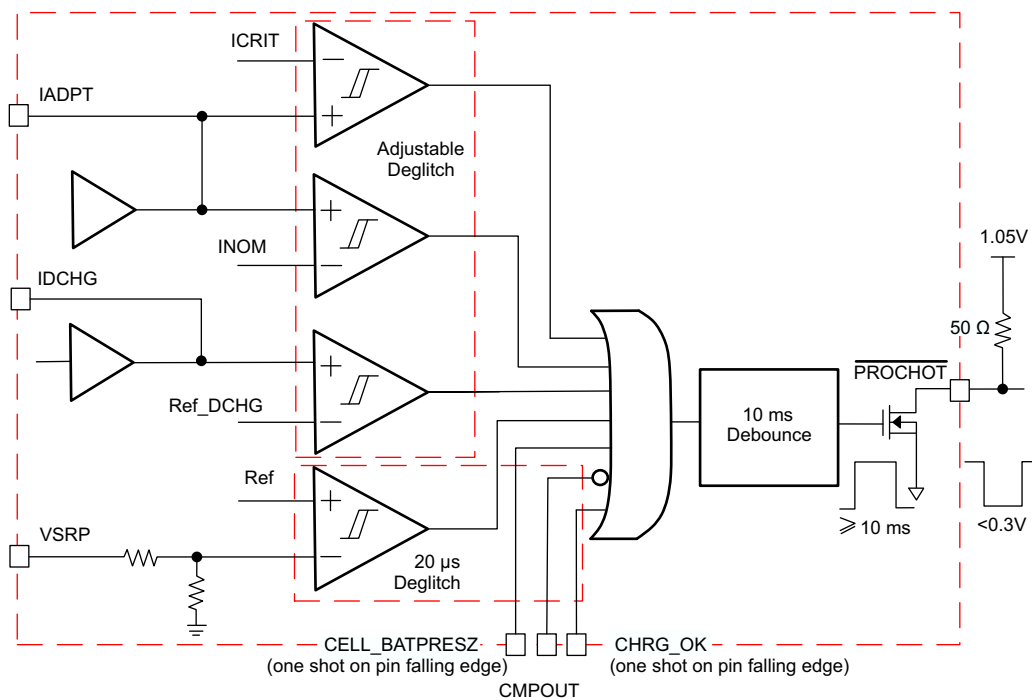 ICRIT
−
+
IADPT
Adjustable
Deglitch
+
INOM
−
1.05V
IDCHG
50 Ω
+
PROCHOT
Ref_DCHG
−
10 ms
Debounce
Ref
+
≥ 10 ms
<0.3V
VSRP
−
20 µs
Deglitch
CELL_BATPRESZ
(one shot on pin falling edge)
CHRG_OK
(one shot on pin falling edge)
CMPOUT